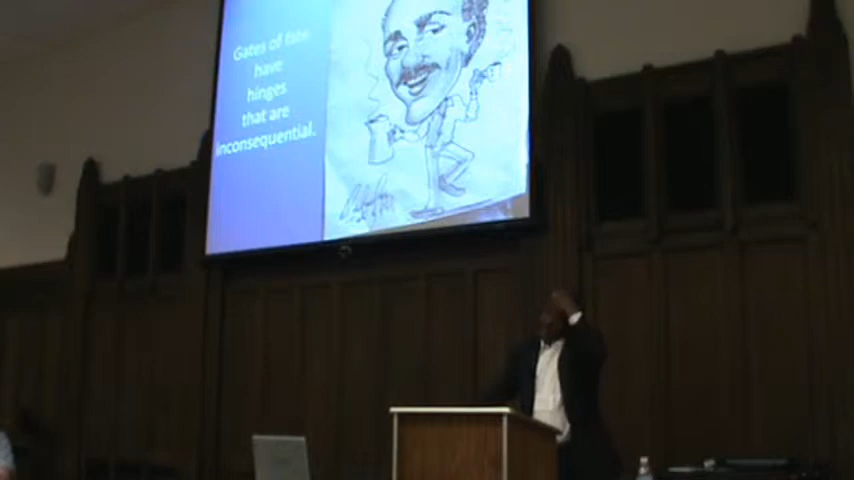 Gates of fate
have
hinges
that are
inconsequential.